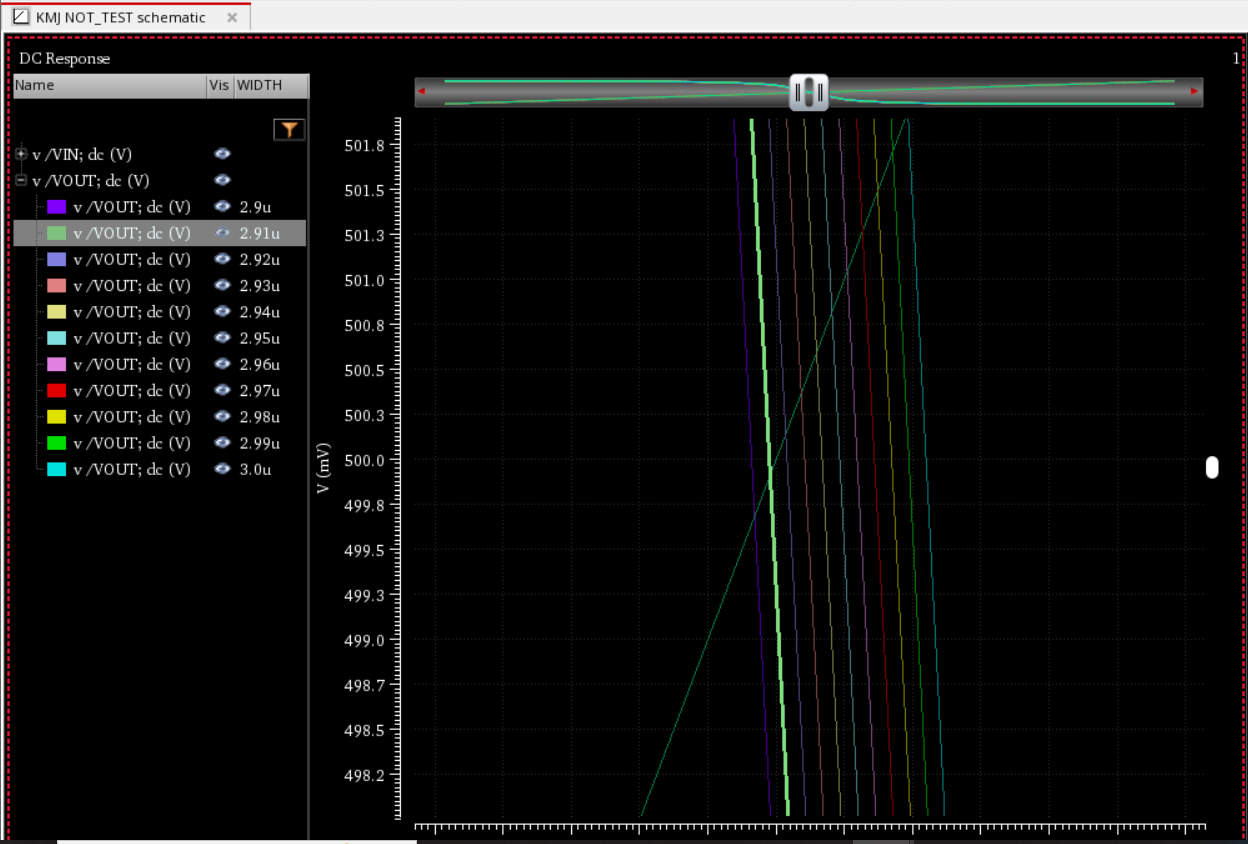 KMJ NOT_TEST schematic
DC Response
1
Name Vis WIDTH
v /VIN; dc (V)
v /VOUT; dc (V)
v /VOUT; dc (V) 2.9u
v /VOUT; dc (V) 2.91u
v /VOUT; dc (V) 2.92u
v /VOUT; dc (V) 2.93u
v /VOUT; dc (V) 2.94u
v /VOUT; dc (V) 2.95u
v /VOUT; dc (V) 2.96u
v /VOUT; dc (V) 2.97u
v /VOUT; dc (V) 2.98u
v /VOUT; dc (V) 2.99u
v /VOUT; dc (V) 3.0u
V (mV)
501.8
501.5
501.3
501.0
500.8
500.5
500.3
500.0
499.8
499.5
499.3
499.0
498.7
498.5
498.2